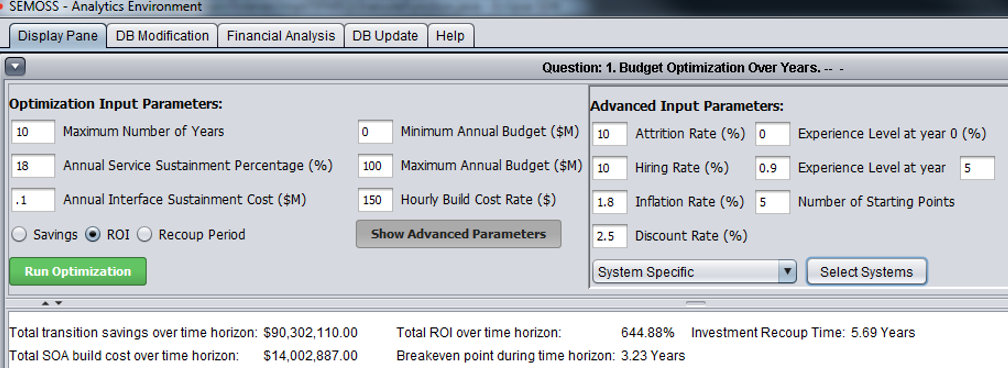 SEMOSS - Analytics Environment
Display Pane DB Modification Financial Analysis DB Update Help
Question: 1. Budget Optimization Over Years. -- -
Optimization Input Parameters:
10 Maximum Number of Years 0 Minimum Annual Budget ($M)
18 Annual Service Sustainment Percentage (%) 100 Maximum Annual Budget ($M)
.1 Annual Interface Sustainment Cost ($M) 150 Hourly Build Cost Rate ($)
Savings ROI Recoup Period Show Advanced Parameters
Run Optimization
Advanced Input Parameters:
10 Attrition Rate (%) 0 Experience Level at year 0 (%)
10 Hiring Rate (%) 0.9 Experience Level at year 5
1.8 Inflation Rate (%) 5 Number of Starting Points
2.5 Discount Rate (%)
System Specific Select Systems
Total transition savings over time horizon: $90,302,110.00 Total ROI over time horizon: 644.88% Investment Recoup Time: 5.69 Years
Total SOA build cost over time horizon: $14,002,887.00 Breakeven point during time horizon: 3.23 Years